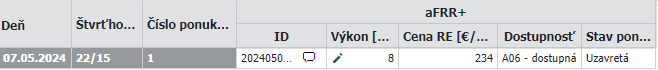 aFRR+
Deň Štvrťho... Číslo ponuk...
ID Výkon [... Cena RE [€/... Dostupnosť Stav pon...
07.05.2024 22/15 1 2024050... 8 234 A06 - dostupná Uzavretá